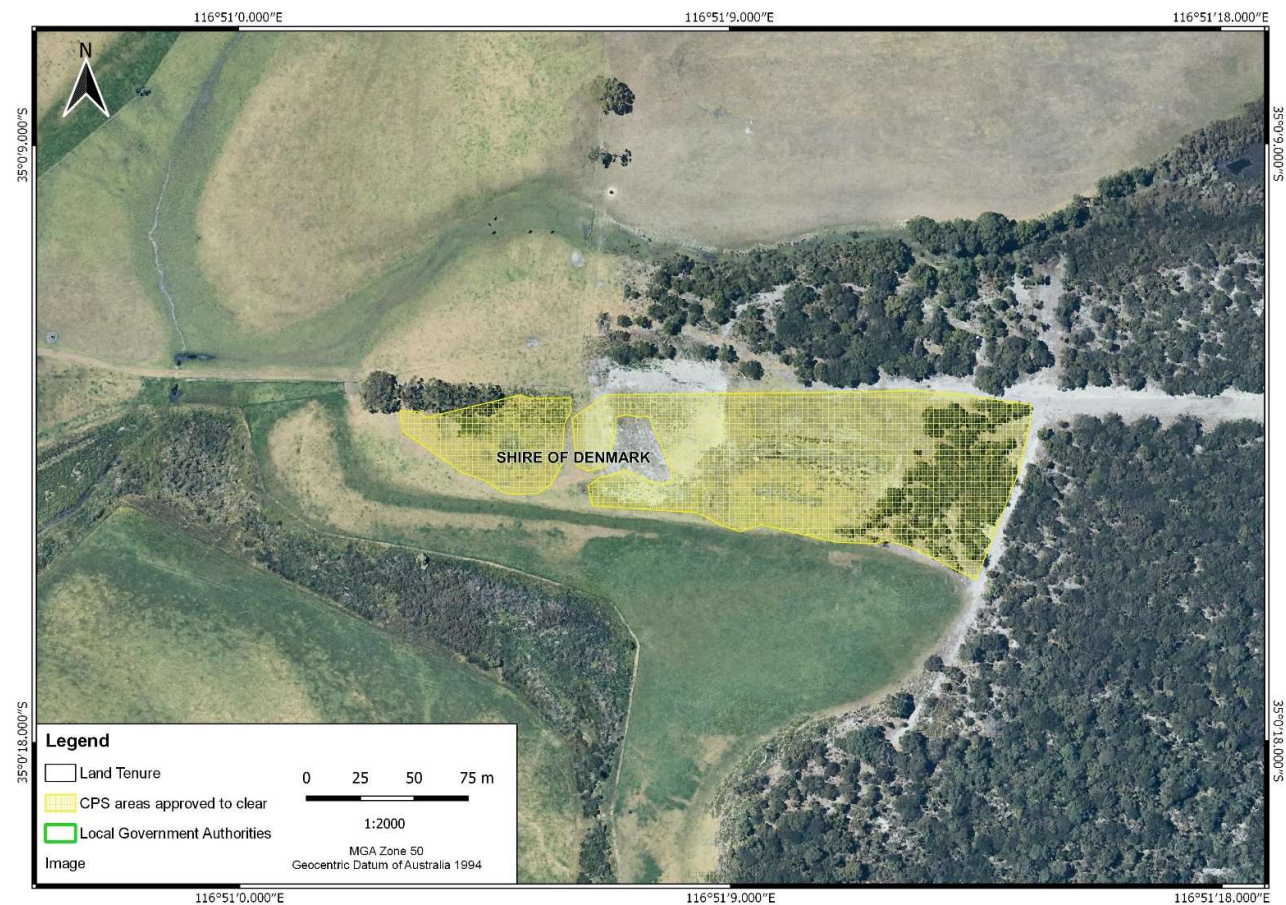 116°51'0.000"E
116°51'9.000"E
116°51'18.000"E
N
35°0'9.000"S
35°0'9.000"S
SHIRE OF DENMARK
35°0'18.000"S
35°0'18.000"S
Legend
Land Tenure
CPS areas approved to clear
Local Government Authorities
Image
0 25 50 75 m
1:2000
MGA Zone 50
Geocentric Datum of Australia 1994
116°51'0.000"E
116°51'9.000"E
116°51'18.000"E